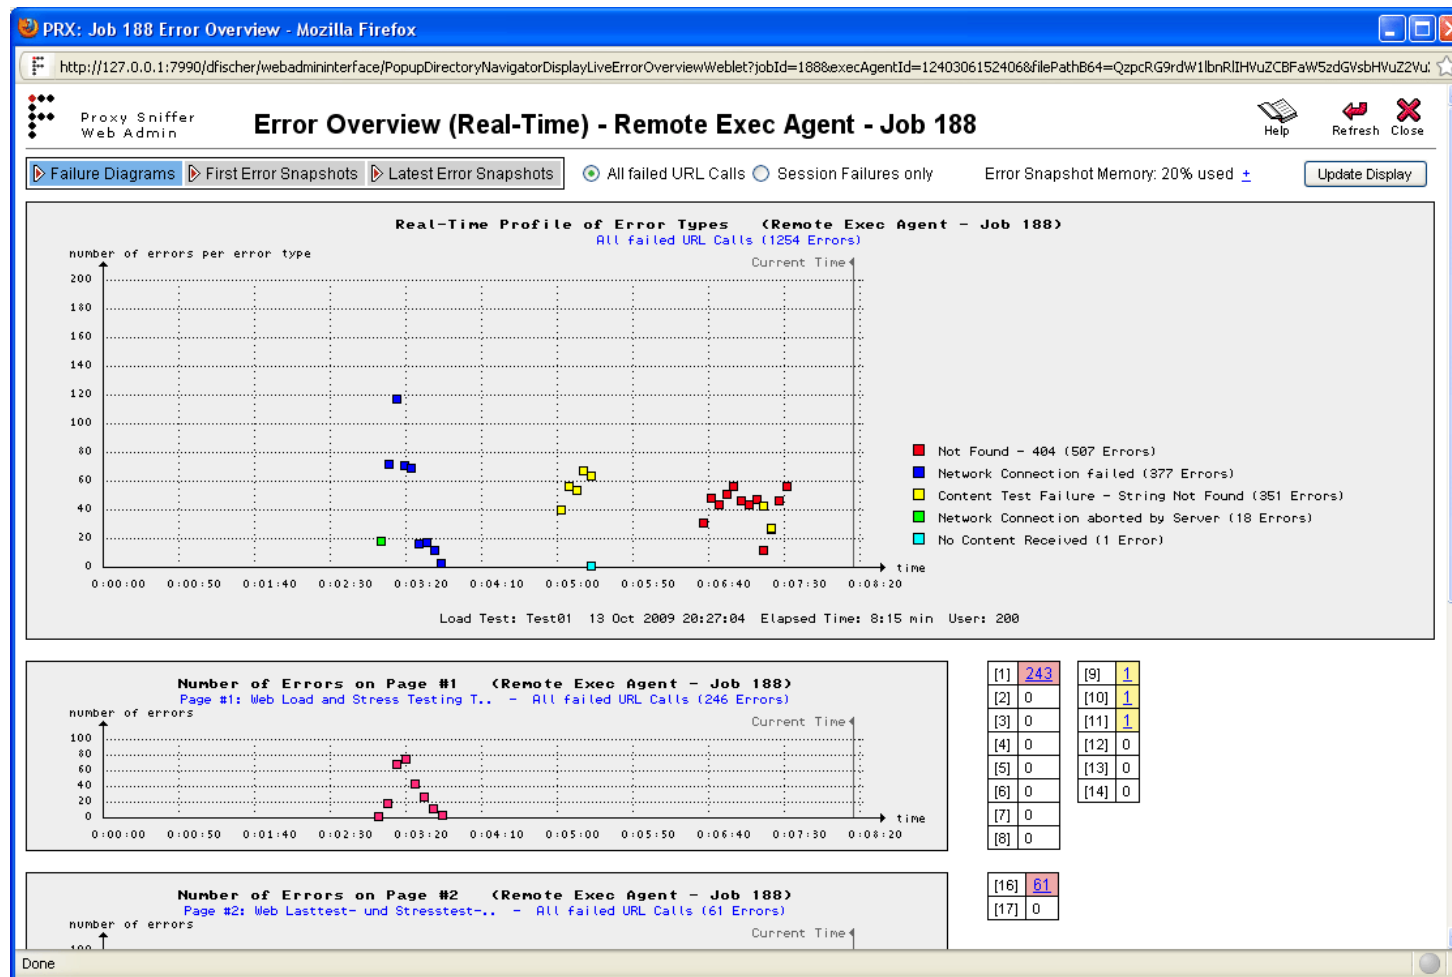 PRX: Job 188 Error Overview - Mozilla Firefox
http://127.0.0.1:7990/dfischer/webadmininterface/PopupDirectoryNavigatorDisplayLiveErrorOverviewWeblet?jobId=188&execAgentId=1240306152406&filePathB64=QzpcRG9rdW1lbnRlIHVuZCBFaW5zdGVsbHVuZ2Vu
Proxy Sniffer
Web Admin
Error Overview (Real-Time) - Remote Exec Agent - Job 188
Help Refresh Close
Failure Diagrams First Error Snapshots Latest Error Snapshots All failed URL Calls Session Failures only Error Snapshot Memory: 20% used + Update Display
Real-Time Profile of Error Types (Remote Exec Agent - Job 188)
All failed URL Calls (1254 Errors)
number of errors per error type
Current Time
200
180
160
140
120
100
80
60
40
20
0
time
0:00:00 0:00:50 0:01:40 0:02:30 0:03:20 0:04:10 0:05:00 0:05:50 0:06:40 0:07:30 0:08:20
Not Found - 404 (507 Errors)
Network Connection failed (377 Errors)
Content Test Failure - String Not Found (351 Errors)
Network Connection aborted by Server (18 Errors)
No Content Received (1 Error)
Load Test: Test01 13 Oct 2009 20:27:04 Elapsed Time: 8:15 min User: 200
Number of Errors on Page #1 (Remote Exec Agent - Job 188)
Page #1: Web Load and Stress Testing T.. - All failed URL Calls (246 Errors)
number of errors
Current Time
100
80
60
40
20
0
time
0:00:00 0:00:50 0:01:40 0:02:30 0:03:20 0:04:10 0:05:00 0:05:50 0:06:40 0:07:30 0:08:20
[1] 243 [9] 1
[2] 0 [10] 1
[3] 0 [11] 1
[4] 0 [12] 0
[5] 0 [13] 0
[6] 0 [14] 0
[7] 0
[8] 0
Number of Errors on Page #2 (Remote Exec Agent - Job 188)
Page #2: Web Lasttest- und Stresstest-.. - All failed URL Calls (61 Errors)
number of errors
Current Time
[16] 61
[17] 0
Done